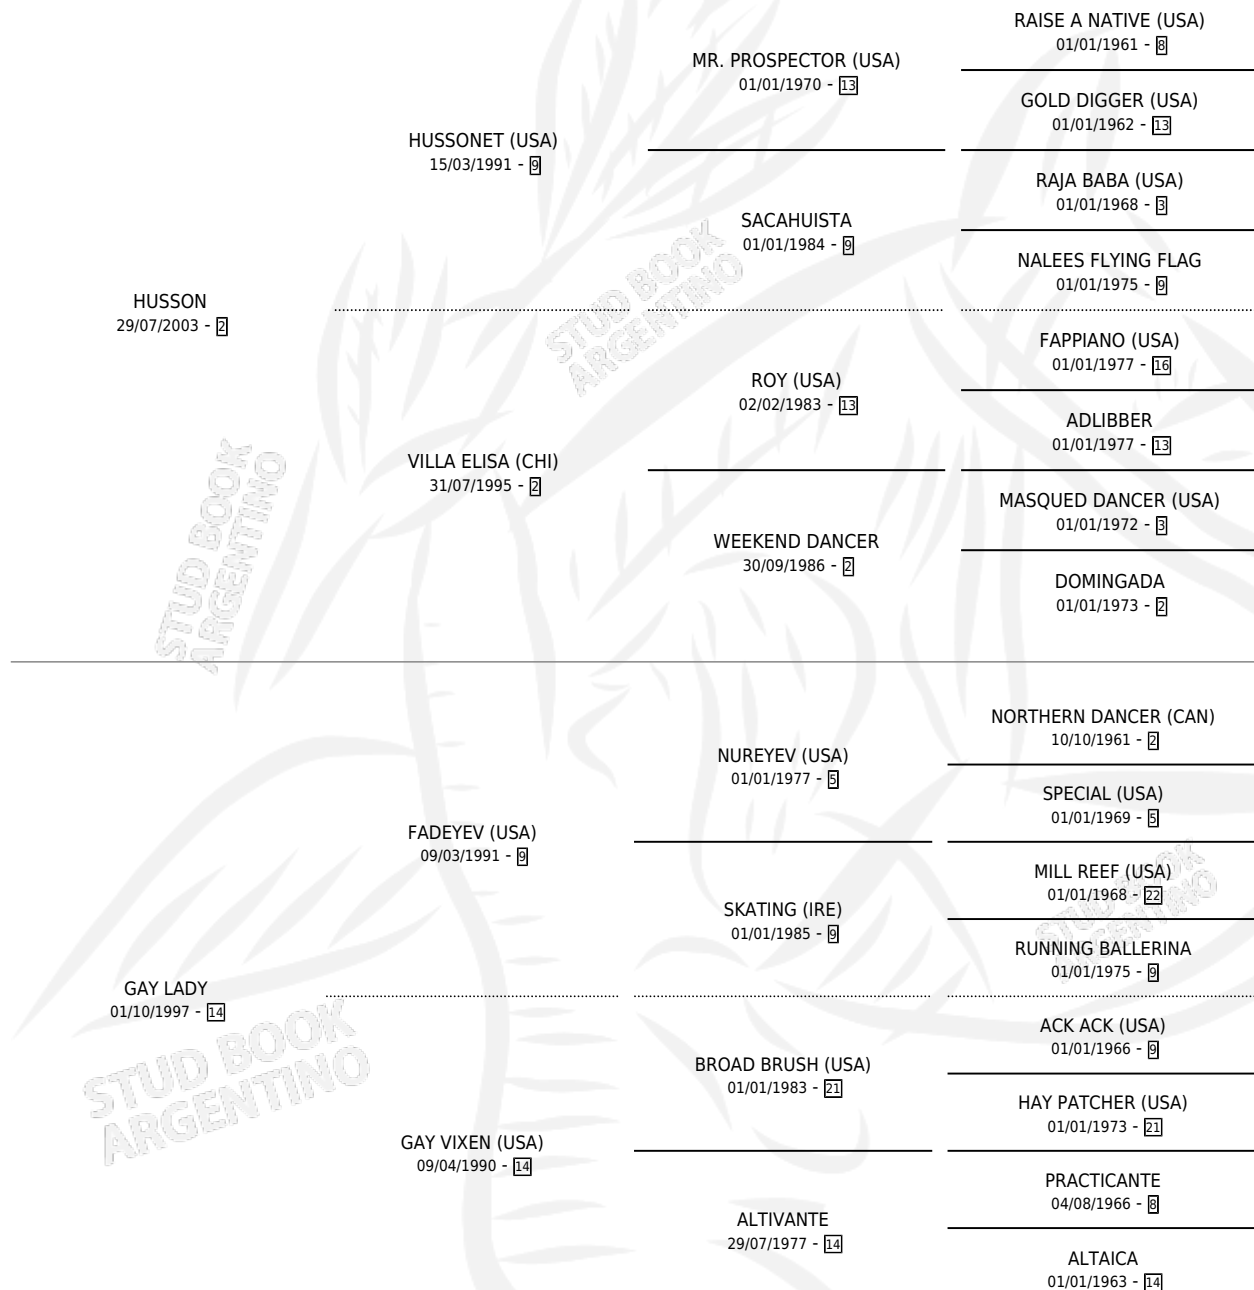 RAISE A NATIVE (USA)
01/01/1961 - 8
MR. PROSPECTOR (USA)
01/01/1970 - 13
GOLD DIGGER (USA)
01/01/1962 - 13
HUSSONET (USA)
15/03/1991 - 9
RAJA BABA (USA)
01/01/1968 - 3
SACAHUISTA
01/01/1984 - 9
NALEES FLYING FLAG
01/01/1975 - 9
HUSSON
29/07/2003 - 2
FAPPIANO (USA)
01/01/1977 - 16
ROY (USA)
02/02/1983 - 13
ADLIBBER
01/01/1977 - 13
VILLA ELISA (CHI)
31/07/1995 - 2
MASQUED DANCER (USA)
01/01/1972 - 3
WEEKEND DANCER
30/09/1986 - 2
DOMINGADA
01/01/1973 - 2
NORTHERN DANCER (CAN)
10/10/1961 - 2
NUREYEV (USA)
01/01/1977 - 5
SPECIAL (USA)
01/01/1969 - 5
FADEYEV (USA)
09/03/1991 - 9
MILL REEF (USA)
01/01/1968 - 22
SKATING (IRE)
01/01/1985 - 9
RUNNING BALLERINA
01/01/1975 - 9
GAY LADY
01/10/1997 - 14
ACK ACK (USA)
01/01/1966 - 9
BROAD BRUSH (USA)
01/01/1983 - 21
HAY PATCHER (USA)
01/01/1973 - 21
GAY VIXEN (USA)
09/04/1990 - 14
PRACTICANTE
04/08/1966 - 8
ALTIVANTE
29/07/1977 - 14
ALTAICA
01/01/1963 - 14
STUD BOOK
ARGENTINO
STUD BOOK
ARGENTINO
STUD BOOK
ARGENTINO
STUD BOOK
ARGENTINO